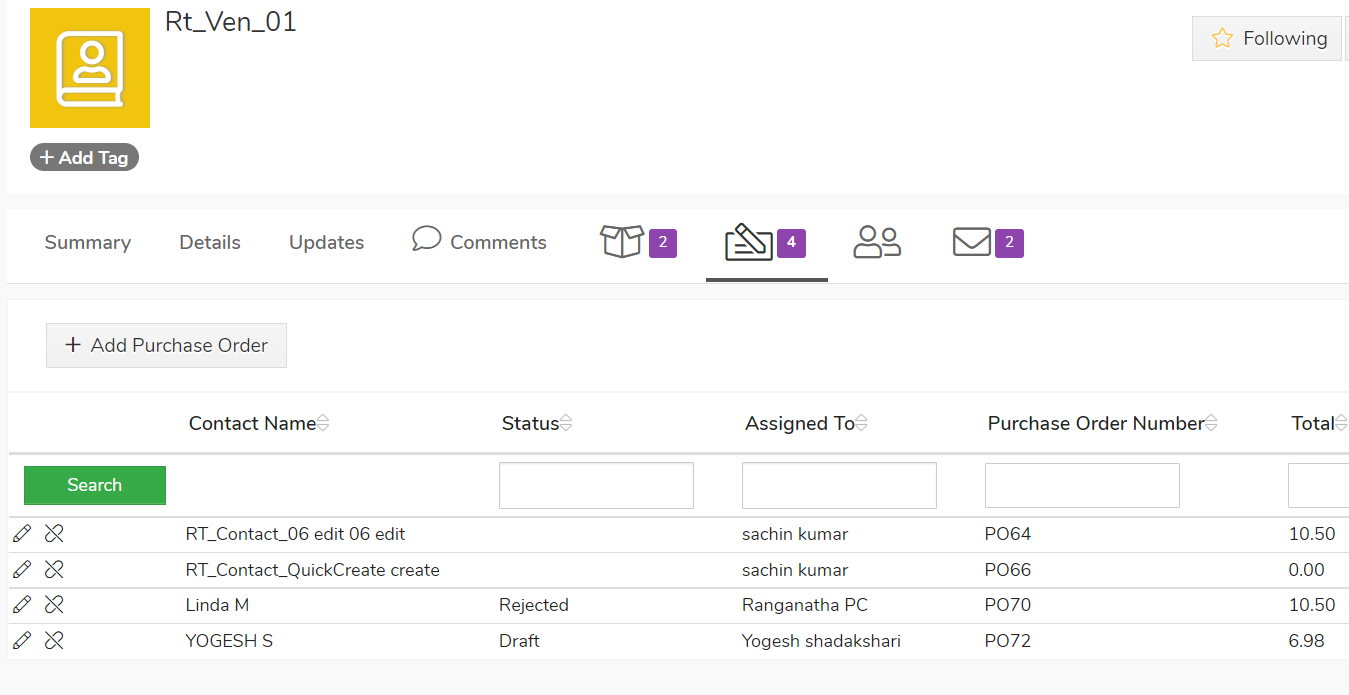 Rt_Ven_01
Following
+ Add Tag
Summary Details Updates Comments 2 4 2
+ Add Purchase Order
Contact Name Status Assigned To Purchase Order Number Total
Search
RT_Contact_06 edit 06 edit sachin kumar PO64 10.50
RT_Contact_QuickCreate create sachin kumar PO66 0.00
Linda M Rejected Ranganatha PC PO70 10.50
YOGESH S Draft Yogesh shadakshari PO72 6.98